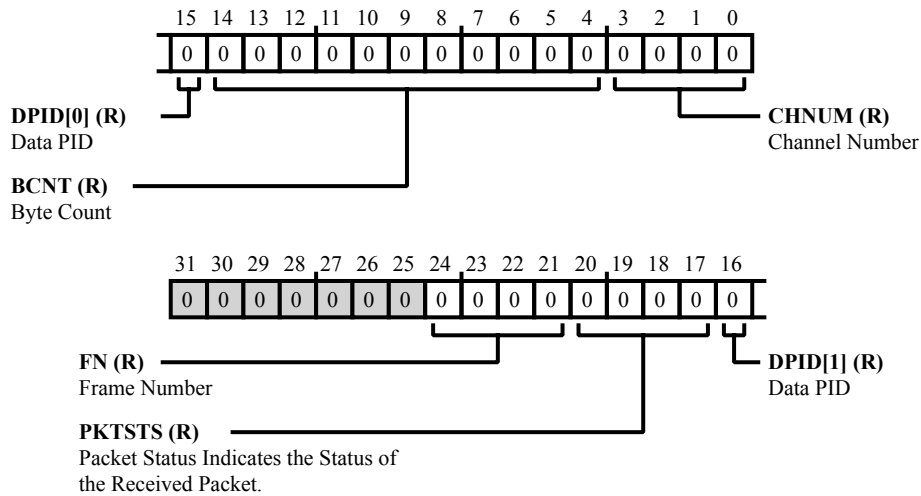 15 14 13 12 11 10 9 8 7 6 5 4 3 2 1 0
0 0 0 0 0 0 0 0 0 0 0 0 0 0 0 0
DPID[0] (R)
Data PID
CHNUM (R)
Channel Number
BCNT (R)
Byte Count
31 30 29 28 27 26 25 24 23 22 21 20 19 18 17 16
0 0 0 0 0 0 0 0 0 0 0 0 0 0 0 0
FN (R)
Frame Number
DPID[1] (R)
Data PID
PKTSTS (R)
Packet Status Indicates the Status of
the Received Packet.